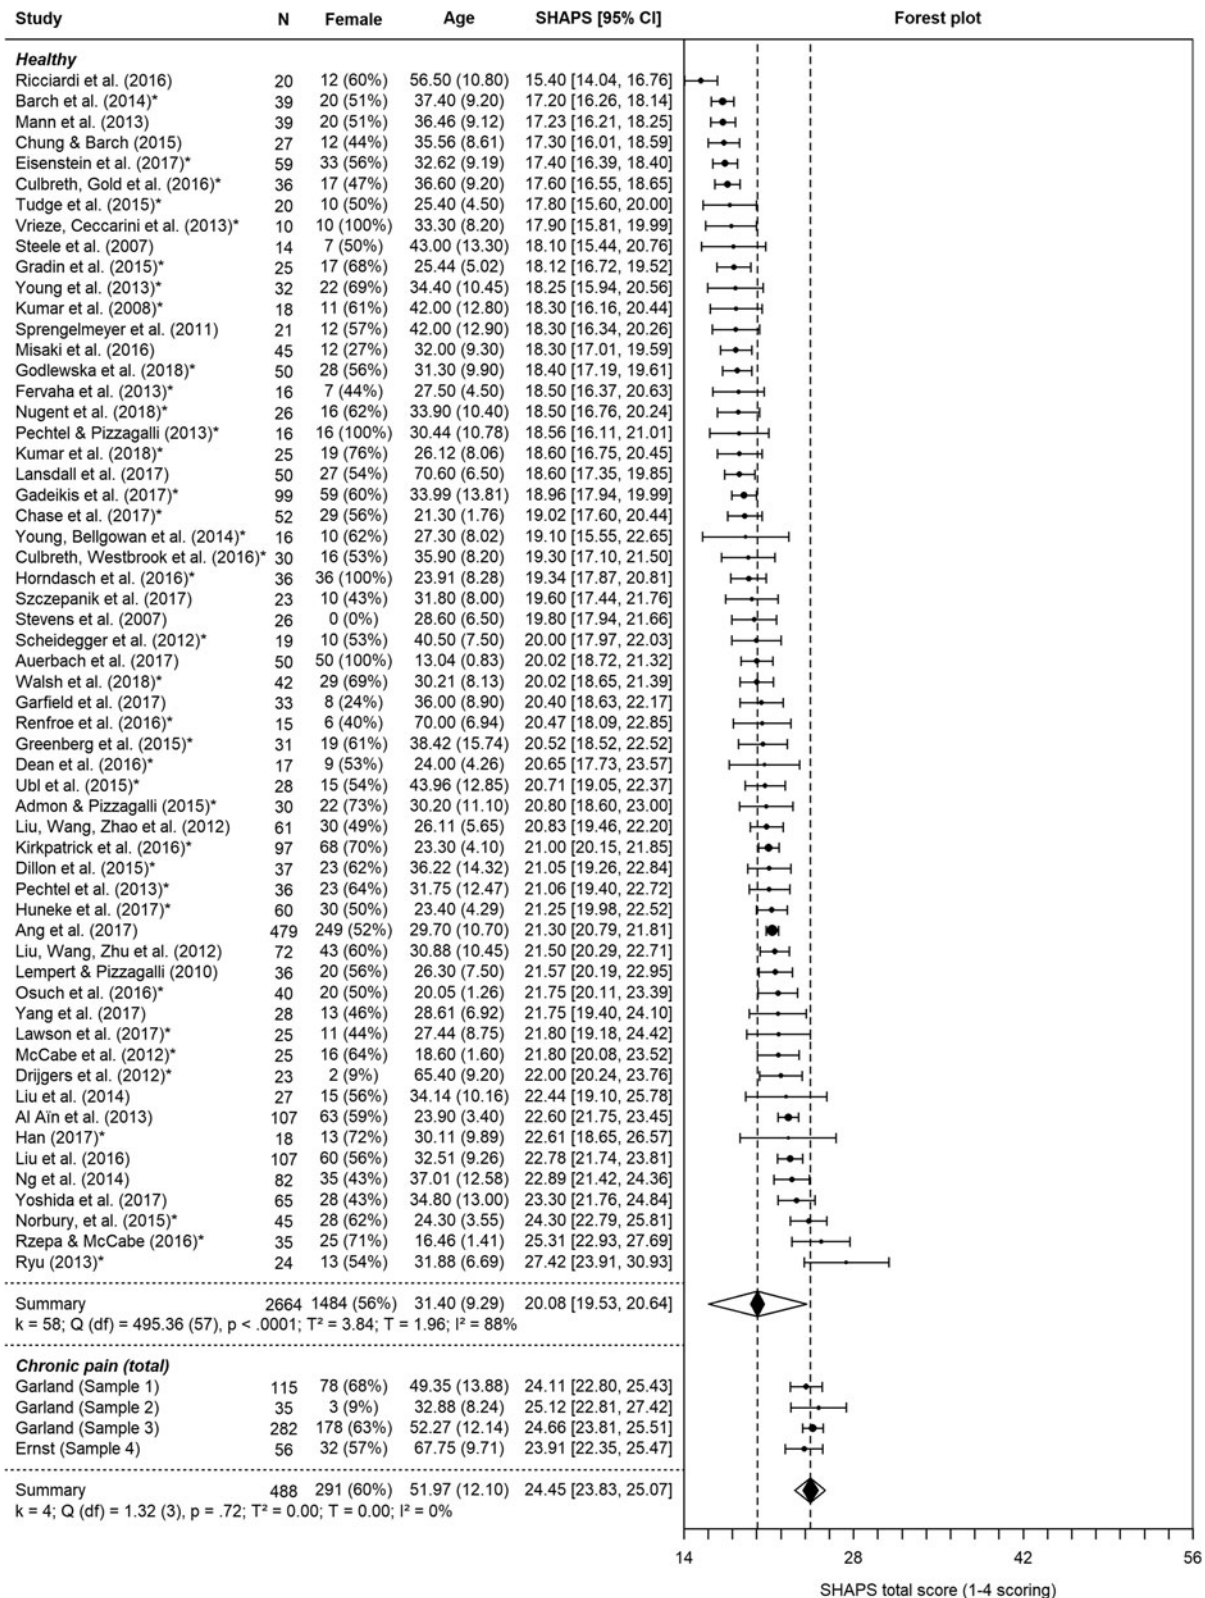 Study N Female Age SHAPS [95% CI] Forest plot
Healthy
Ricciardi et al. (2016) 20 12 (60%) 56.50 (10.80) 15.40 [14.04, 16.76]
Barch et al. (2014)* 39 20 (51%) 37.40 (9.20) 17.20 [16.26, 18.14]
Mann et al. (2013) 39 20 (51%) 36.46 (9.12) 17.23 [16.21, 18.25]
Chung & Barch (2015) 27 12 (44%) 35.56 (8.61) 17.30 [16.01, 18.59]
Eisenstein et al. (2017)* 59 33 (56%) 32.62 (9.19) 17.40 [16.39, 18.40]
Culbreth, Gold et al. (2016)* 36 17 (47%) 36.60 (9.20) 17.60 [16.55, 18.65]
Tudge et al. (2015)* 20 10 (50%) 25.40 (4.50) 17.80 [15.60, 20.00]
Vrieze, Ceccarini et al. (2013)* 10 10 (100%) 33.30 (8.20) 17.90 [15.81, 19.99]
Steele et al. (2007) 14 7 (50%) 43.00 (13.30) 18.10 [15.44, 20.76]
Gradin et al. (2015)* 25 17 (68%) 25.44 (5.02) 18.12 [16.72, 19.52]
Young et al. (2013)* 32 22 (69%) 34.40 (10.45) 18.25 [15.94, 20.56]
Kumar et al. (2008)* 18 11 (61%) 42.00 (12.80) 18.30 [16.16, 20.44]
Sprengelmeyer et al. (2011) 21 12 (57%) 42.00 (12.90) 18.30 [16.34, 20.26]
Misaki et al. (2016) 45 12 (27%) 32.00 (9.30) 18.30 [17.01, 19.59]
Godlewska et al. (2018)* 50 28 (56%) 31.30 (9.90) 18.40 [17.19, 19.61]
Fervaha et al. (2013)* 16 7 (44%) 27.50 (4.50) 18.50 [16.37, 20.63]
Nugent et al. (2018)* 26 16 (62%) 33.90 (10.40) 18.50 [16.76, 20.24]
Pechtel & Pizzagalli (2013)* 16 16 (100%) 30.44 (10.78) 18.56 [16.11, 21.01]
Kumar et al. (2018)* 25 19 (76%) 26.12 (8.06) 18.60 [16.75, 20.45]
Lansdall et al. (2017) 50 27 (54%) 70.60 (6.50) 18.60 [17.35, 19.85]
Gadeikis et al. (2017)* 99 59 (60%) 33.99 (13.81) 18.96 [17.94, 19.99]
Chase et al. (2017)* 52 29 (56%) 21.30 (1.76) 19.02 [17.60, 20.44]
Young, Bellgowan et al. (2014)* 16 10 (62%) 27.30 (8.02) 19.10 [15.55, 22.65]
Culbreth, Westbrook et al. (2016)* 30 16 (53%) 35.90 (8.20) 19.30 [17.10, 21.50]
Horndasch et al. (2016)* 36 36 (100%) 23.91 (8.28) 19.34 [17.87, 20.81]
Szczepanik et al. (2017) 23 10 (43%) 31.80 (8.00) 19.60 [17.44, 21.76]
Stevens et al. (2007) 26 0 (0%) 28.60 (6.50) 19.80 [17.94, 21.66]
Scheidegger et al. (2012)* 19 10 (53%) 40.50 (7.50) 20.00 [17.97, 22.03]
Auerbach et al. (2017) 50 50 (100%) 13.04 (0.83) 20.02 [18.72, 21.32]
Walsh et al. (2018)* 42 29 (69%) 30.21 (8.13) 20.02 [18.65, 21.39]
Garfield et al. (2017) 33 8 (24%) 36.00 (8.90) 20.40 [18.63, 22.17]
Renfroe et al. (2016)* 15 6 (40%) 70.00 (6.94) 20.47 [18.09, 22.85]
Greenberg et al. (2015)* 31 19 (61%) 38.42 (15.74) 20.52 [18.52, 22.52]
Dean et al. (2016)* 17 9 (53%) 24.00 (4.26) 20.65 [17.73, 23.57]
Ubl et al. (2015)* 28 15 (54%) 43.96 (12.85) 20.71 [19.05, 22.37]
Admon & Pizzagalli (2015)* 30 22 (73%) 30.20 (11.10) 20.80 [18.60, 23.00]
Liu, Wang, Zhao et al. (2012) 61 30 (49%) 26.11 (5.65) 20.83 [19.46, 22.20]
Kirkpatrick et al. (2016)* 97 68 (70%) 23.30 (4.10) 21.00 [20.15, 21.85]
Dillon et al. (2015)* 37 23 (62%) 36.22 (14.32) 21.05 [19.26, 22.84]
Pechtel et al. (2013)* 36 23 (64%) 31.75 (12.47) 21.06 [19.40, 22.72]
Huneke et al. (2017)* 60 30 (50%) 23.40 (4.29) 21.25 [19.98, 22.52]
Ang et al. (2017) 479 249 (52%) 29.70 (10.70) 21.30 [20.79, 21.81]
Liu, Wang, Zhu et al. (2012) 72 43 (60%) 30.88 (10.45) 21.50 [20.29, 22.71]
Lempert & Pizzagalli (2010) 36 20 (56%) 26.30 (7.50) 21.57 [20.19, 22.95]
Osuch et al. (2016)* 40 20 (50%) 20.05 (1.26) 21.75 [20.11, 23.39]
Yang et al. (2017) 28 13 (46%) 28.61 (6.92) 21.75 [19.40, 24.10]
Lawson et al. (2017)* 25 11 (44%) 27.44 (8.75) 21.80 [19.18, 24.42]
McCabe et al. (2012)* 25 16 (64%) 18.60 (1.60) 21.80 [20.08, 23.52]
Drijgers et al. (2012)* 23 2 (9%) 65.40 (9.20) 22.00 [20.24, 23.76]
Liu et al. (2014) 27 15 (56%) 34.14 (10.16) 22.44 [19.10, 25.78]
Al Aïn et al. (2013) 107 63 (59%) 23.90 (3.40) 22.60 [21.75, 23.45]
Han (2017)* 18 13 (72%) 30.11 (9.89) 22.61 [18.65, 26.57]
Liu et al. (2016) 107 60 (56%) 32.51 (9.26) 22.78 [21.74, 23.81]
Ng et al. (2014) 82 35 (43%) 37.01 (12.58) 22.89 [21.42, 24.36]
Yoshida et al. (2017) 65 28 (43%) 34.80 (13.00) 23.30 [21.76, 24.84]
Norbury, et al. (2015)* 45 28 (62%) 24.30 (3.55) 24.30 [22.79, 25.81]
Rzepa & McCabe (2016)* 35 25 (71%) 16.46 (1.41) 25.31 [22.93, 27.69]
Ryu (2013)* 24 13 (54%) 31.88 (6.69) 27.42 [23.91, 30.93]
Summary 2664 1484 (56%) 31.40 (9.29) 20.08 [19.53, 20.64]
k = 58; Q (df) = 495.36 (57), p < .0001; T² = 3.84; T = 1.96; I² = 88%
Chronic pain (total)
Garland (Sample 1) 115 78 (68%) 49.35 (13.88) 24.11 [22.80, 25.43]
Garland (Sample 2) 35 3 (9%) 32.88 (8.24) 25.12 [22.81, 27.42]
Garland (Sample 3) 282 178 (63%) 52.27 (12.14) 24.66 [23.81, 25.51]
Ernst (Sample 4) 56 32 (57%) 67.75 (9.71) 23.91 [22.35, 25.47]
Summary 488 291 (60%) 51.97 (12.10) 24.45 [23.83, 25.07]
k = 4; Q (df) = 1.32 (3), p = .72; T² = 0.00; T = 0.00; I² = 0%
14 28 42 56
SHAPS total score (1-4 scoring)